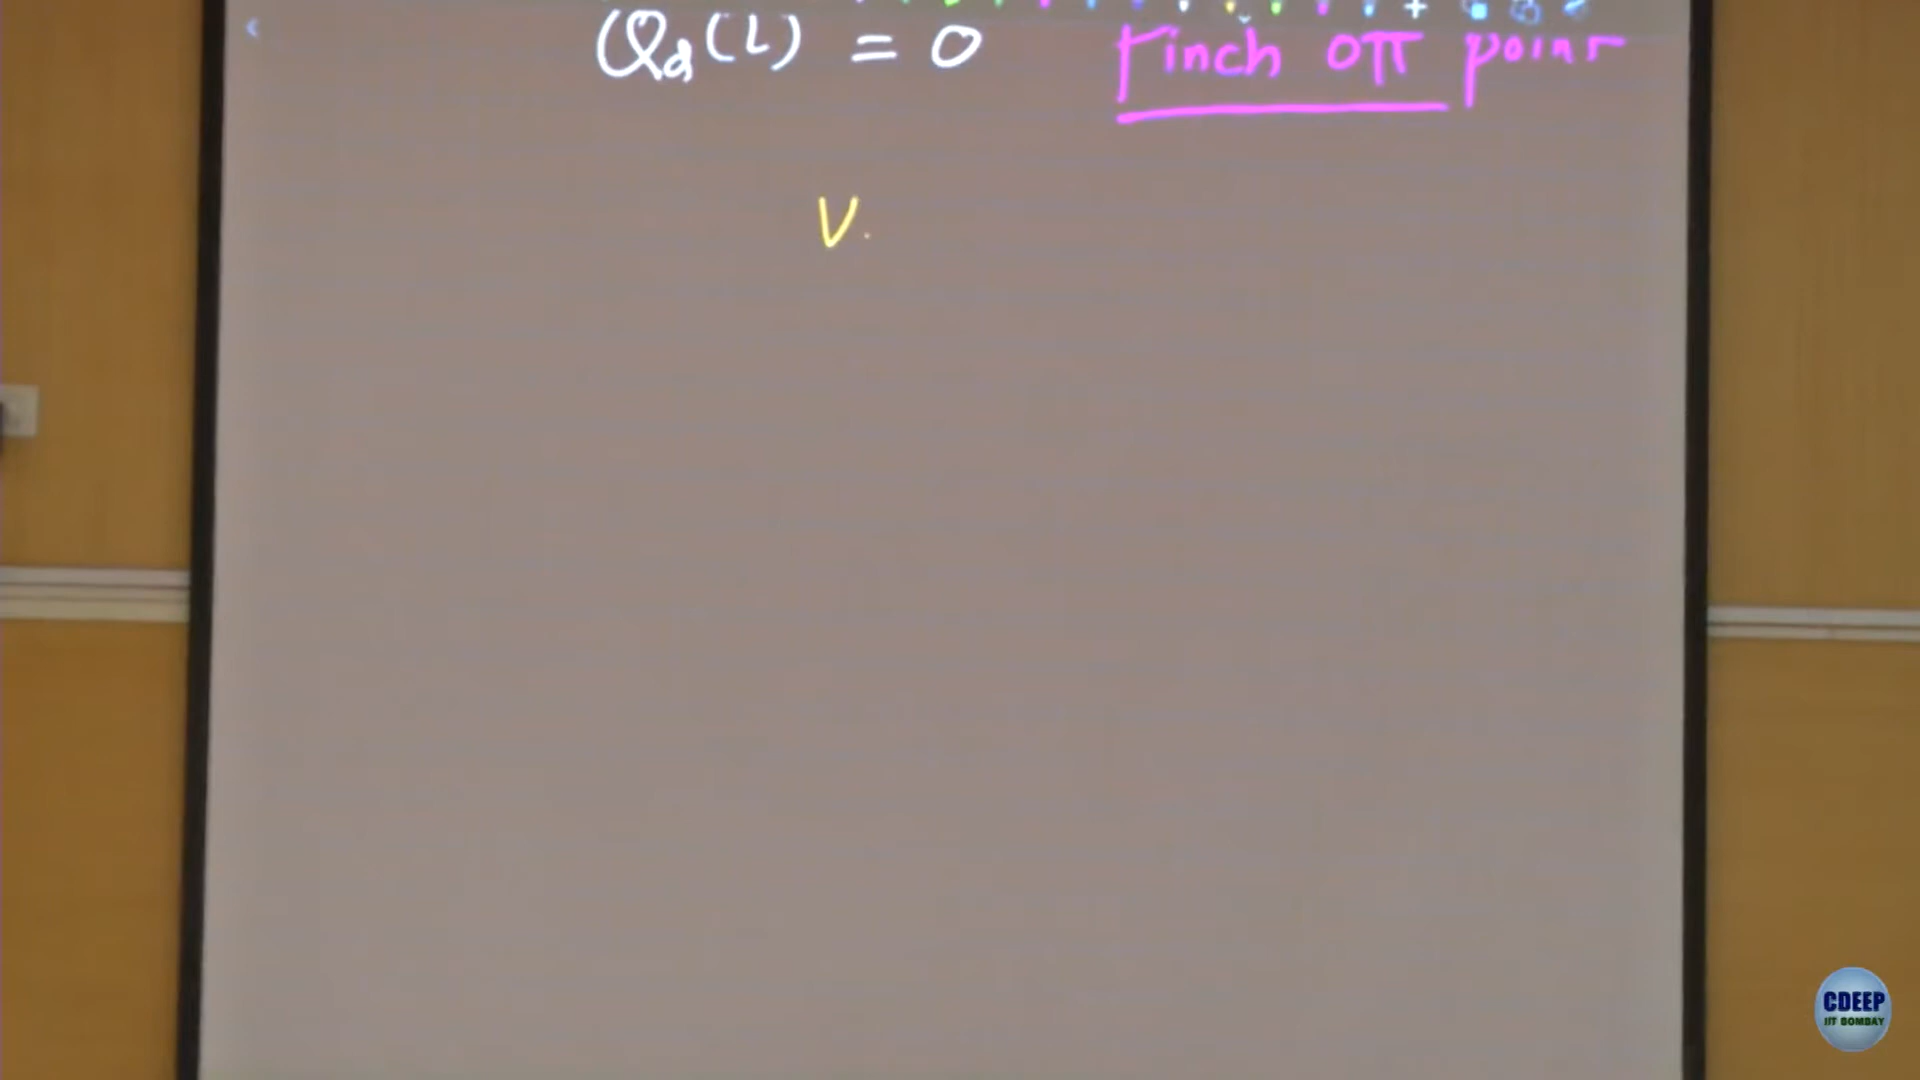 Qd(L) = 0 Pinch off point
V.
CDEEP
IIT BOMBAY